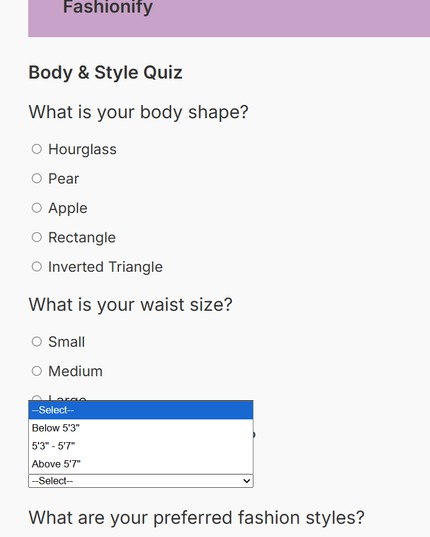 Fashionify
Body & Style Quiz
What is your body shape?
Hourglass
Pear
Apple
Rectangle
Inverted Triangle
What is your waist size?
Small
Medium
Large
--Select--
Below 5'3"
5'3" - 5'7"
Above 5'7"
--Select--
What are your preferred fashion styles?